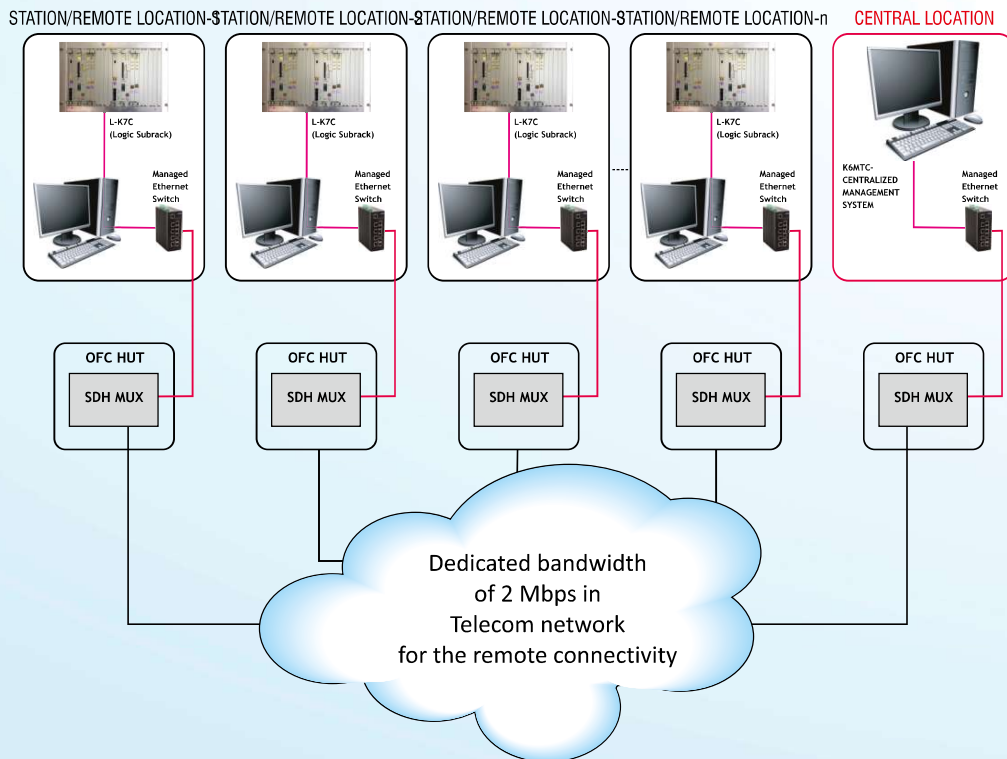 STATION/REMOTE LOCATION-1
STATION/REMOTE LOCATION-2
STATION/REMOTE LOCATION-3
STATION/REMOTE LOCATION-n
CENTRAL LOCATION
L-K7C
(Logic Subrack)
Managed
Ethernet
Switch
L-K7C
(Logic Subrack)
Managed
Ethernet
Switch
L-K7C
(Logic Subrack)
Managed
Ethernet
Switch
L-K7C
(Logic Subrack)
Managed
Ethernet
Switch
K6MTC-
CENTRALIZED
MANAGEMENT
SYSTEM
Managed
Ethernet
Switch
OFC HUT
SDH MUX
OFC HUT
SDH MUX
OFC HUT
SDH MUX
OFC HUT
SDH MUX
OFC HUT
SDH MUX
Dedicated bandwidth
of 2 Mbps in
Telecom network
for the remote connectivity